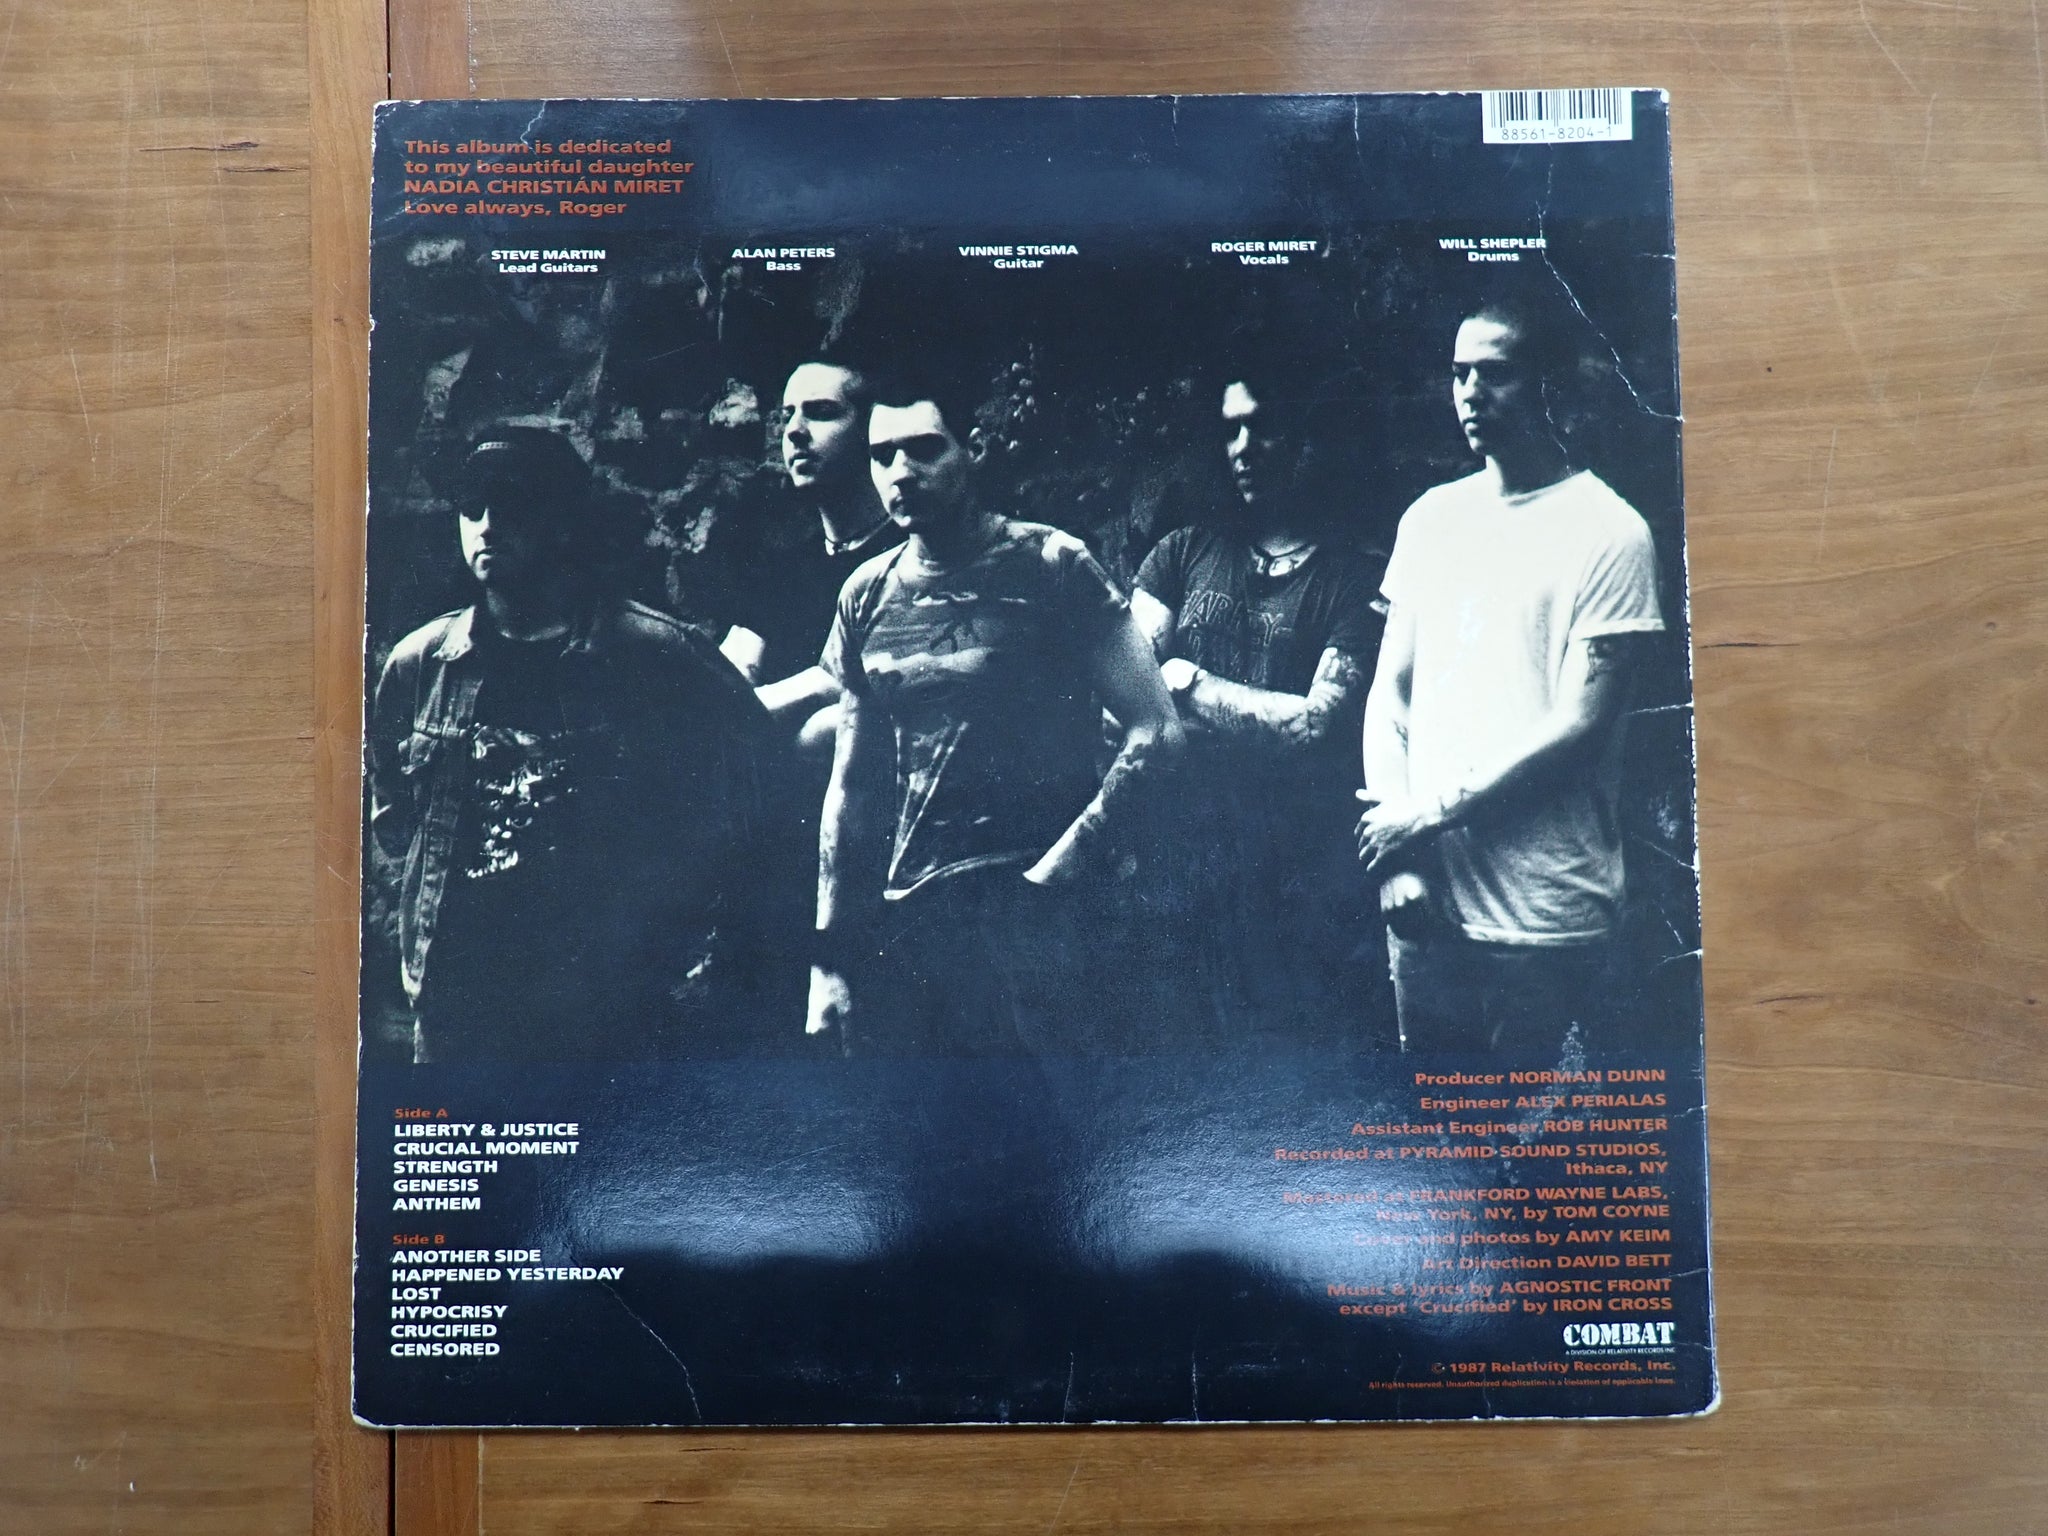 88561-8204-1
This album is dedicated
to my beautiful daughter
NADIA CHRISTIÁN MIRET
Love always, Roger
STEVE MARTIN
Lead Guitars
ALAN PETERS
Bass
VINNIE STIGMA
Guitar
ROGER MIRET
Vocals
WILL SHEPLER
Drums
HARLEY
Side A
LIBERTY & JUSTICE
CRUCIAL MOMENT
STRENGTH
GENESIS
ANTHEM
Side B
ANOTHER SIDE
HAPPENED YESTERDAY
LOST
HYPOCRISY
CRUCIFIED
CENSORED
Producer NORMAN DUNN
Engineer ALEX PERIALAS
Assistant Engineer ROB HUNTER
Recorded at PYRAMID SOUND STUDIOS,
Ithaca, NY
Mastered at FRANKFORD WAYNE LABS,
New York, NY, by TOM COYNE
Cover and photos by AMY KEIM
Art Direction DAVID BETT
Music & lyrics by AGNOSTIC FRONT
except 'Crucified' by IRON CROSS
COMBAT
A DIVISION OF RELATIVITY RECORDS INC
© 1987 Relativity Records, Inc.
All rights reserved. Unauthorized duplication is a violation of applicable laws.